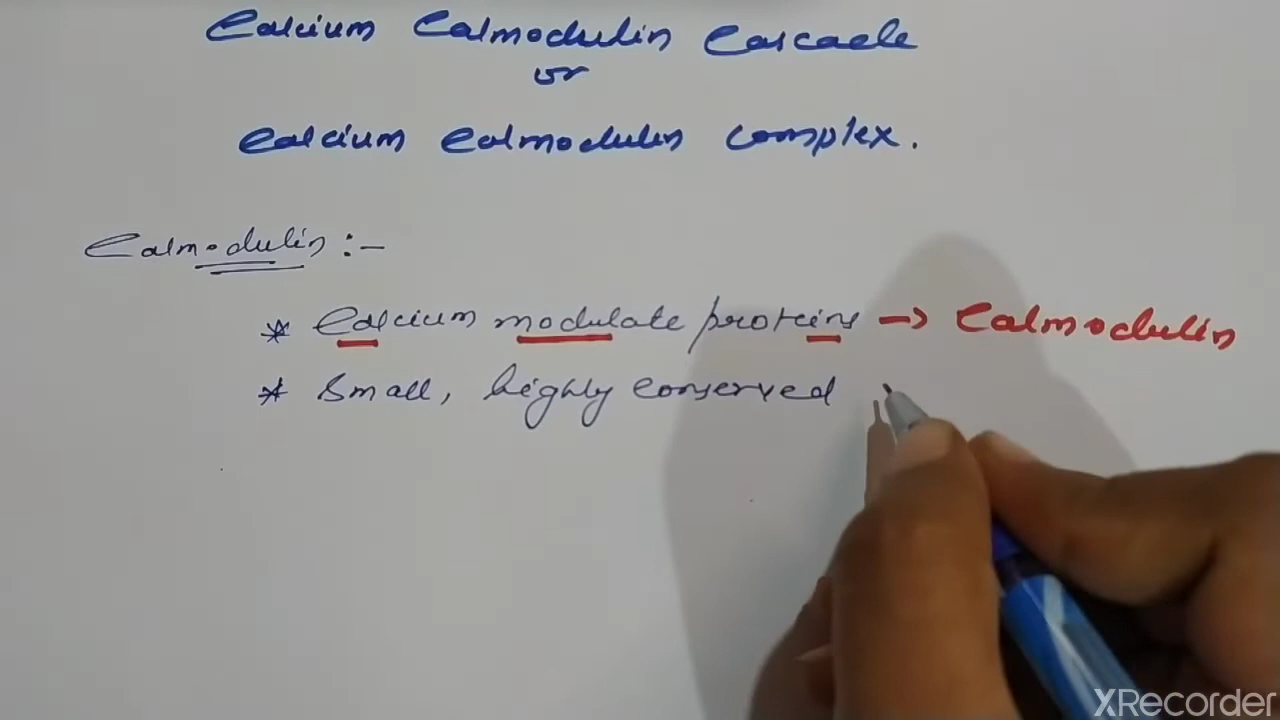 Calcium Calmodulin Cascade
or
Calcium Calmodulin complex.
Calmodulin :-
* Calcium modulate proteins -> Calmodulin
* Small, highly conserved
XRecorder